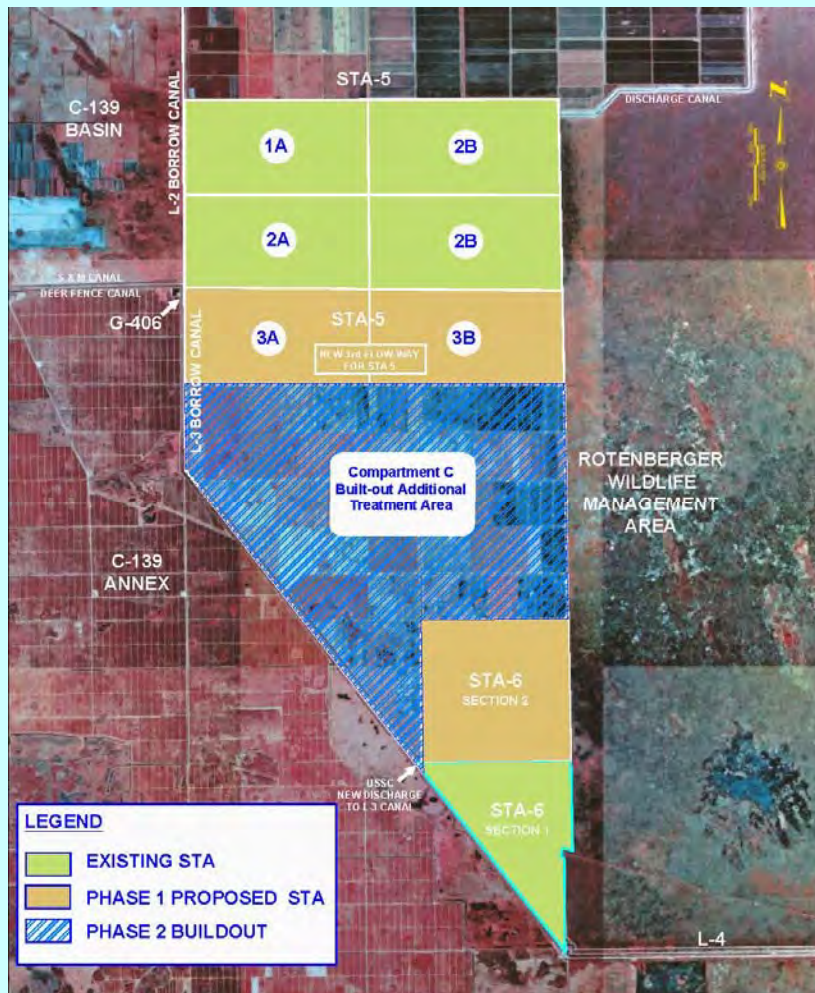 STA-5
DISCHARGE CANAL
C-139
BASIN
L-2 BORROW CANAL
1A
2B
2A
2B
S & M CANAL
DEER FENCE CANAL
G-406
STA-5
3A
3B
NEW 3rd FLOW WAY
FOR STA 5
L-3 BORROW CANAL
Compartment C
Built-out Additional
Treatment Area
ROTENBERGER
WILDLIFE
MANAGEMENT
AREA
C-139
ANNEX
STA-6
SECTION 2
USSC
NEW DISCHARGE
TO L 3 CANAL
STA-6
SECTION 1
LEGEND
EXISTING STA
PHASE 1 PROPOSED STA
PHASE 2 BUILDOUT
L-4